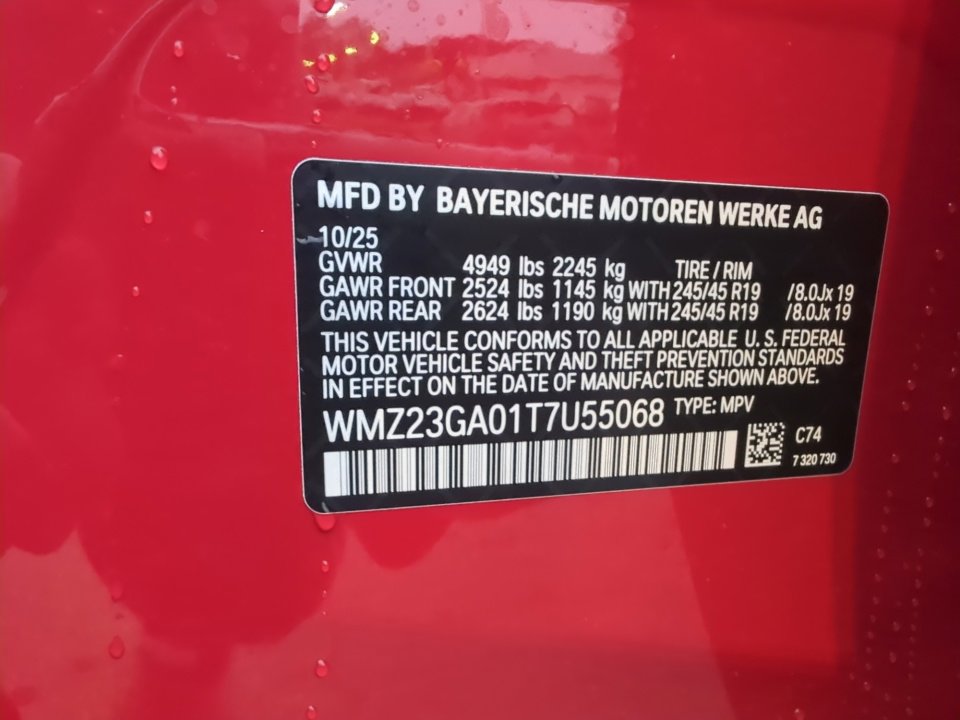 MFD BY BAYERISCHE MOTOREN WERKE AG
10/25
GVWR 4949 lbs 2245 kg TIRE / RIM
GAWR FRONT 2524 lbs 1145 kg WITH 245/45 R19 /8.0Jx 19
GAWR REAR 2624 lbs 1190 kg WITH 245/45 R19 /8.0Jx 19
THIS VEHICLE CONFORMS TO ALL APPLICABLE U. S. FEDERAL
MOTOR VEHICLE SAFETY AND THEFT PREVENTION STANDARDS
IN EFFECT ON THE DATE OF MANUFACTURE SHOWN ABOVE.
WMZ23GA01T7U55068 TYPE: MPV
C74
7 320 730